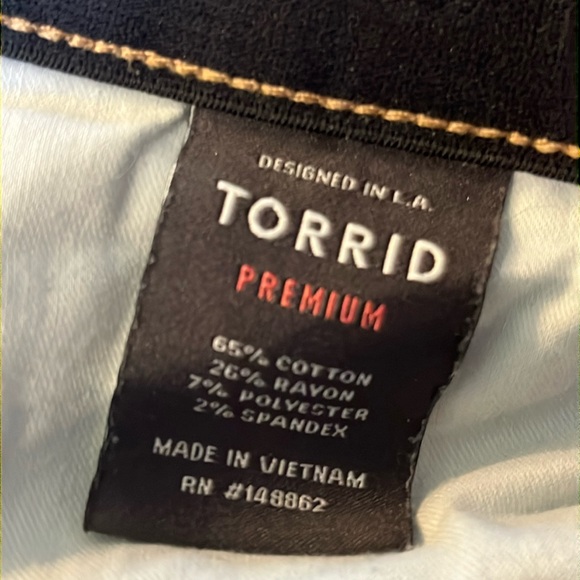 DESIGNED IN L.A.
TORRID
PREMIUM
65% COTTON
26% RAYON
7% POLYESTER
2% SPANDEX
MADE IN VIETNAM
RN #148862